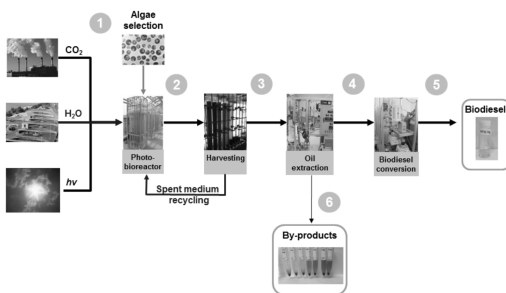 1
Algae
selection
CO2
H2O
hv
2
3
4
5
Photo-
bioreactor
Harvesting
Oil
extraction
Biodiesel
conversion
Biodiesel
Spent medium
recycling
6
By-products